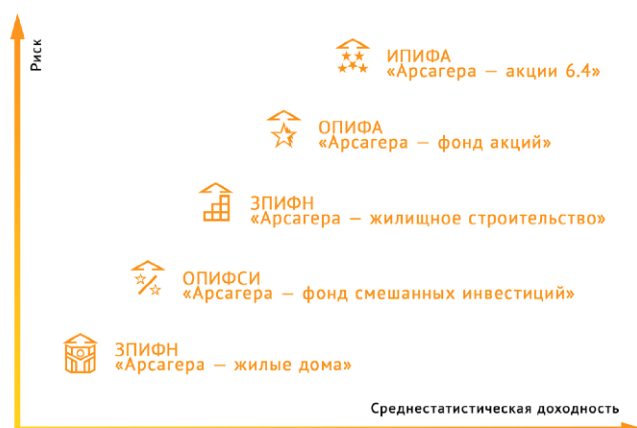 Риск
ИПИФА
«Арсагера — акции 6.4»
ОПИФА
«Арсагера — фонд акций»
ЗПИФН
«Арсагера — жилищное строительство»
ОПИФСИ
«Арсагера — фонд смешанных инвестиций»
ЗПИФН
«Арсагера — жилые дома»
Среднестатистическая доходность